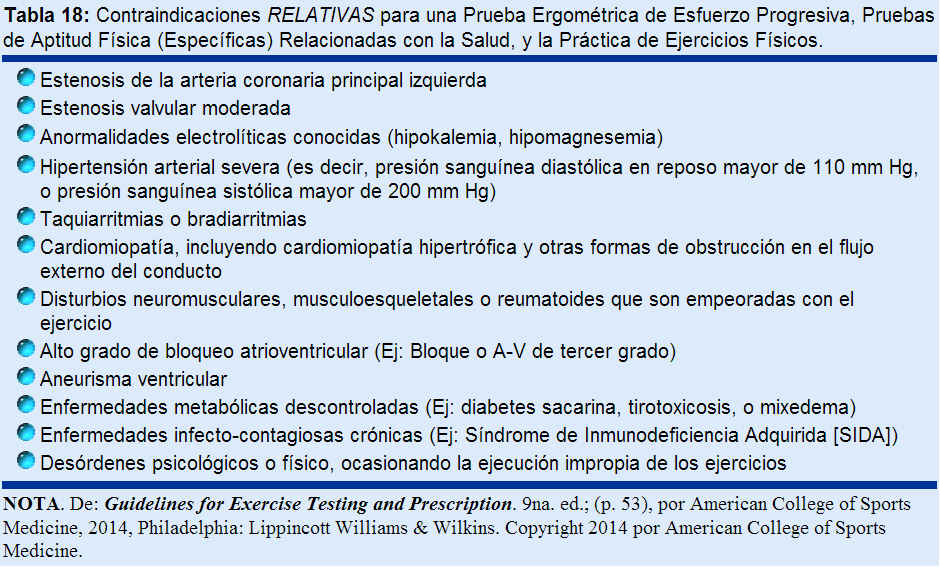 Tabla 18: Contraindicaciones RELATIVAS para una Prueba Ergométrica de Esfuerzo Progresiva, Pruebas
de Aptitud Física (Específicas) Relacionadas con la Salud, y la Práctica de Ejercicios Físicos.
Estenosis de la arteria coronaria principal izquierda
Estenosis valvular moderada
Anormalidades electrolíticas conocidas (hipokalemia, hipomagnesemia)
Hipertensión arterial severa (es decir, presión sanguínea diastólica en reposo mayor de 110 mm Hg,
o presión sanguínea sistólica mayor de 200 mm Hg)
Taquiarritmias o bradiarritmias
Cardiomiopatía, incluyendo cardiomiopatía hipertrófica y otras formas de obstrucción en el flujo
externo del conducto
Disturbios neuromusculares, musculoesqueletales o reumatoides que son empeoradas con el
ejercicio
Alto grado de bloqueo atrioventricular (Ej: Bloque o A-V de tercer grado)
Aneurisma ventricular
Enfermedades metabólicas descontroladas (Ej: diabetes sacarina, tirotoxicosis, o mixedema)
Enfermedades infecto-contagiosas crónicas (Ej: Síndrome de Inmunodeficiencia Adquirida [SIDA])
Desórdenes psicológicos o físico, ocasionando la ejecución impropia de los ejercicios
NOTA. De: Guidelines for Exercise Testing and Prescription. 9na. ed.; (p. 53), por American College of Sports
Medicine, 2014, Philadelphia: Lippincott Williams & Wilkins. Copyright 2014 por American College of Sports
Medicine.